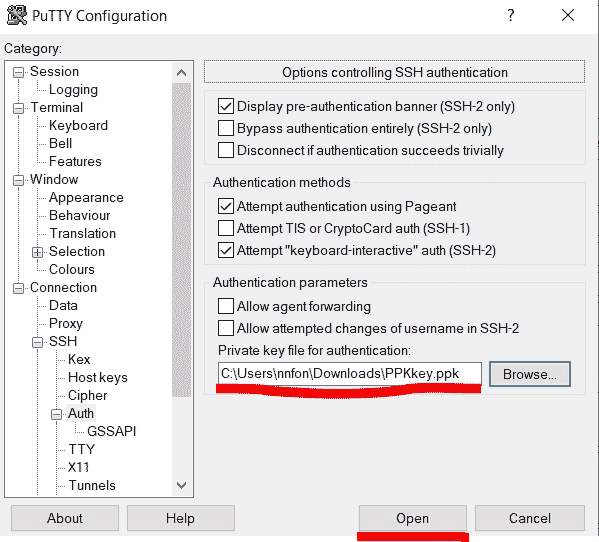 PuTTY Configuration
Category:
Session
Logging
Terminal
Keyboard
Bell
Features
Window
Appearance
Behaviour
Translation
Selection
Colours
Connection
Data
Proxy
SSH
Kex
Host keys
Cipher
Auth
GSSAPI
TTY
X11
Tunnels
Options controlling SSH authentication
Display pre-authentication banner (SSH-2 only)
Bypass authentication entirely (SSH-2 only)
Disconnect if authentication succeeds trivially
Authentication methods
Attempt authentication using Pageant
Attempt TIS or CryptoCard auth (SSH-1)
Attempt "keyboard-interactive" auth (SSH-2)
Authentication parameters
Allow agent forwarding
Allow attempted changes of username in SSH-2
Private key file for authentication:
C:\Users\nnfon\Downloads\PPKkey.ppk
Browse...
About
Help
Open
Cancel